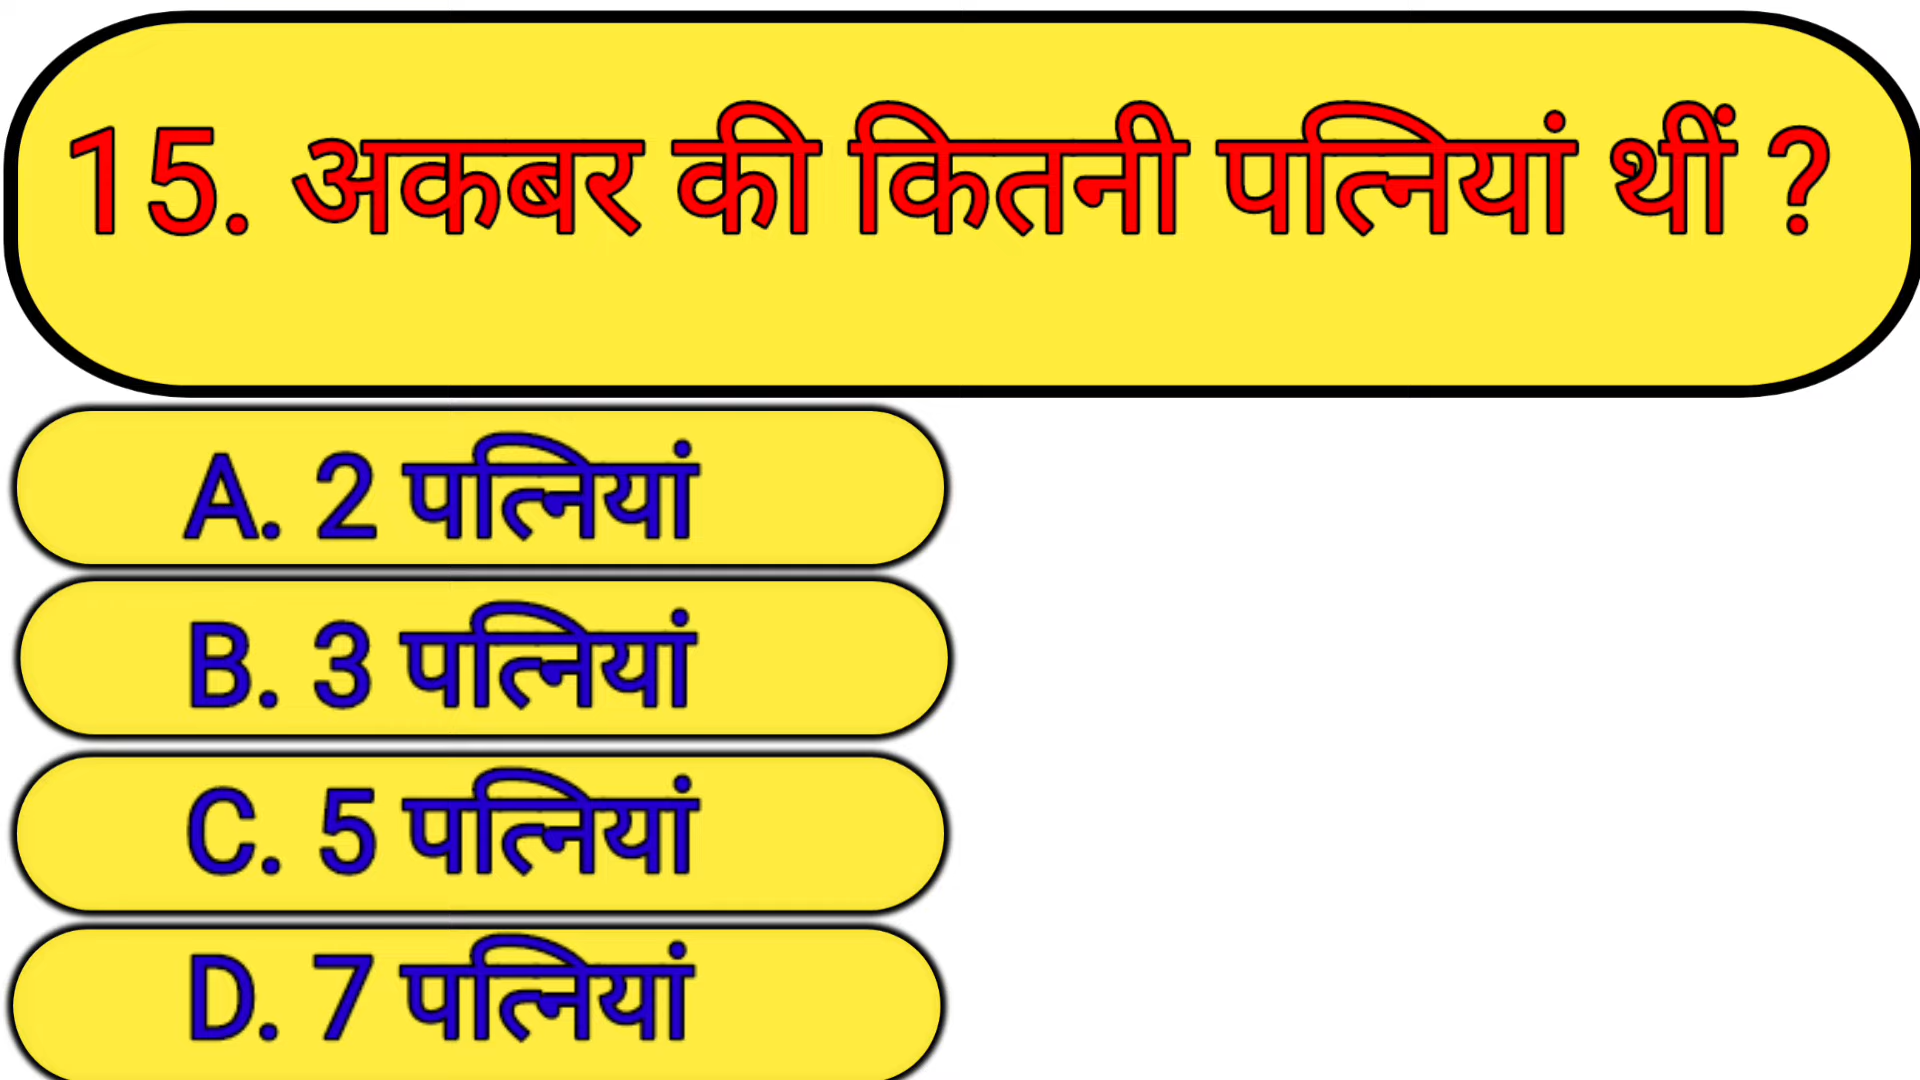 15. अकबर की कितनी पत्नियां थीं ?
A. 2 पत्नियां
B. 3 पत्नियां
C. 5 पत्नियां
D. 7 पत्नियां